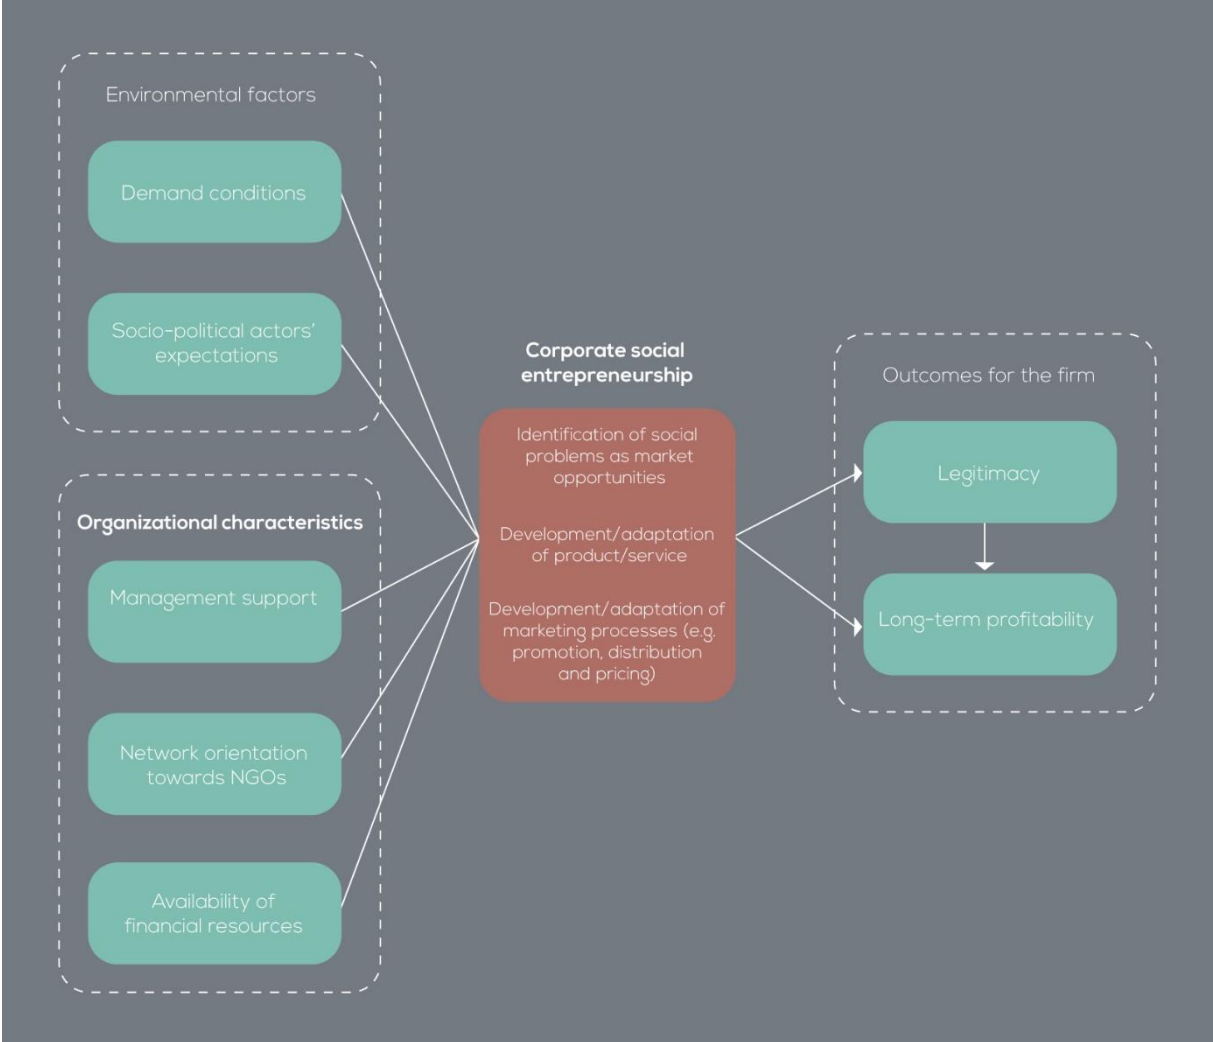 Environmental factors
Demand conditions
Socio-political actors’
expectations
Organizational characteristics
Management support
Network orientation
towards NGOs
Availability of
financial resources
Corporate social
entrepreneurship
Identification of social
problems as market
opportunities
Development/adaptation
of product/service
Development/adaptation of
marketing processes (e.g.
promotion, distribution
and pricing)
Outcomes for the firm
Legitimacy
Long-term profitability